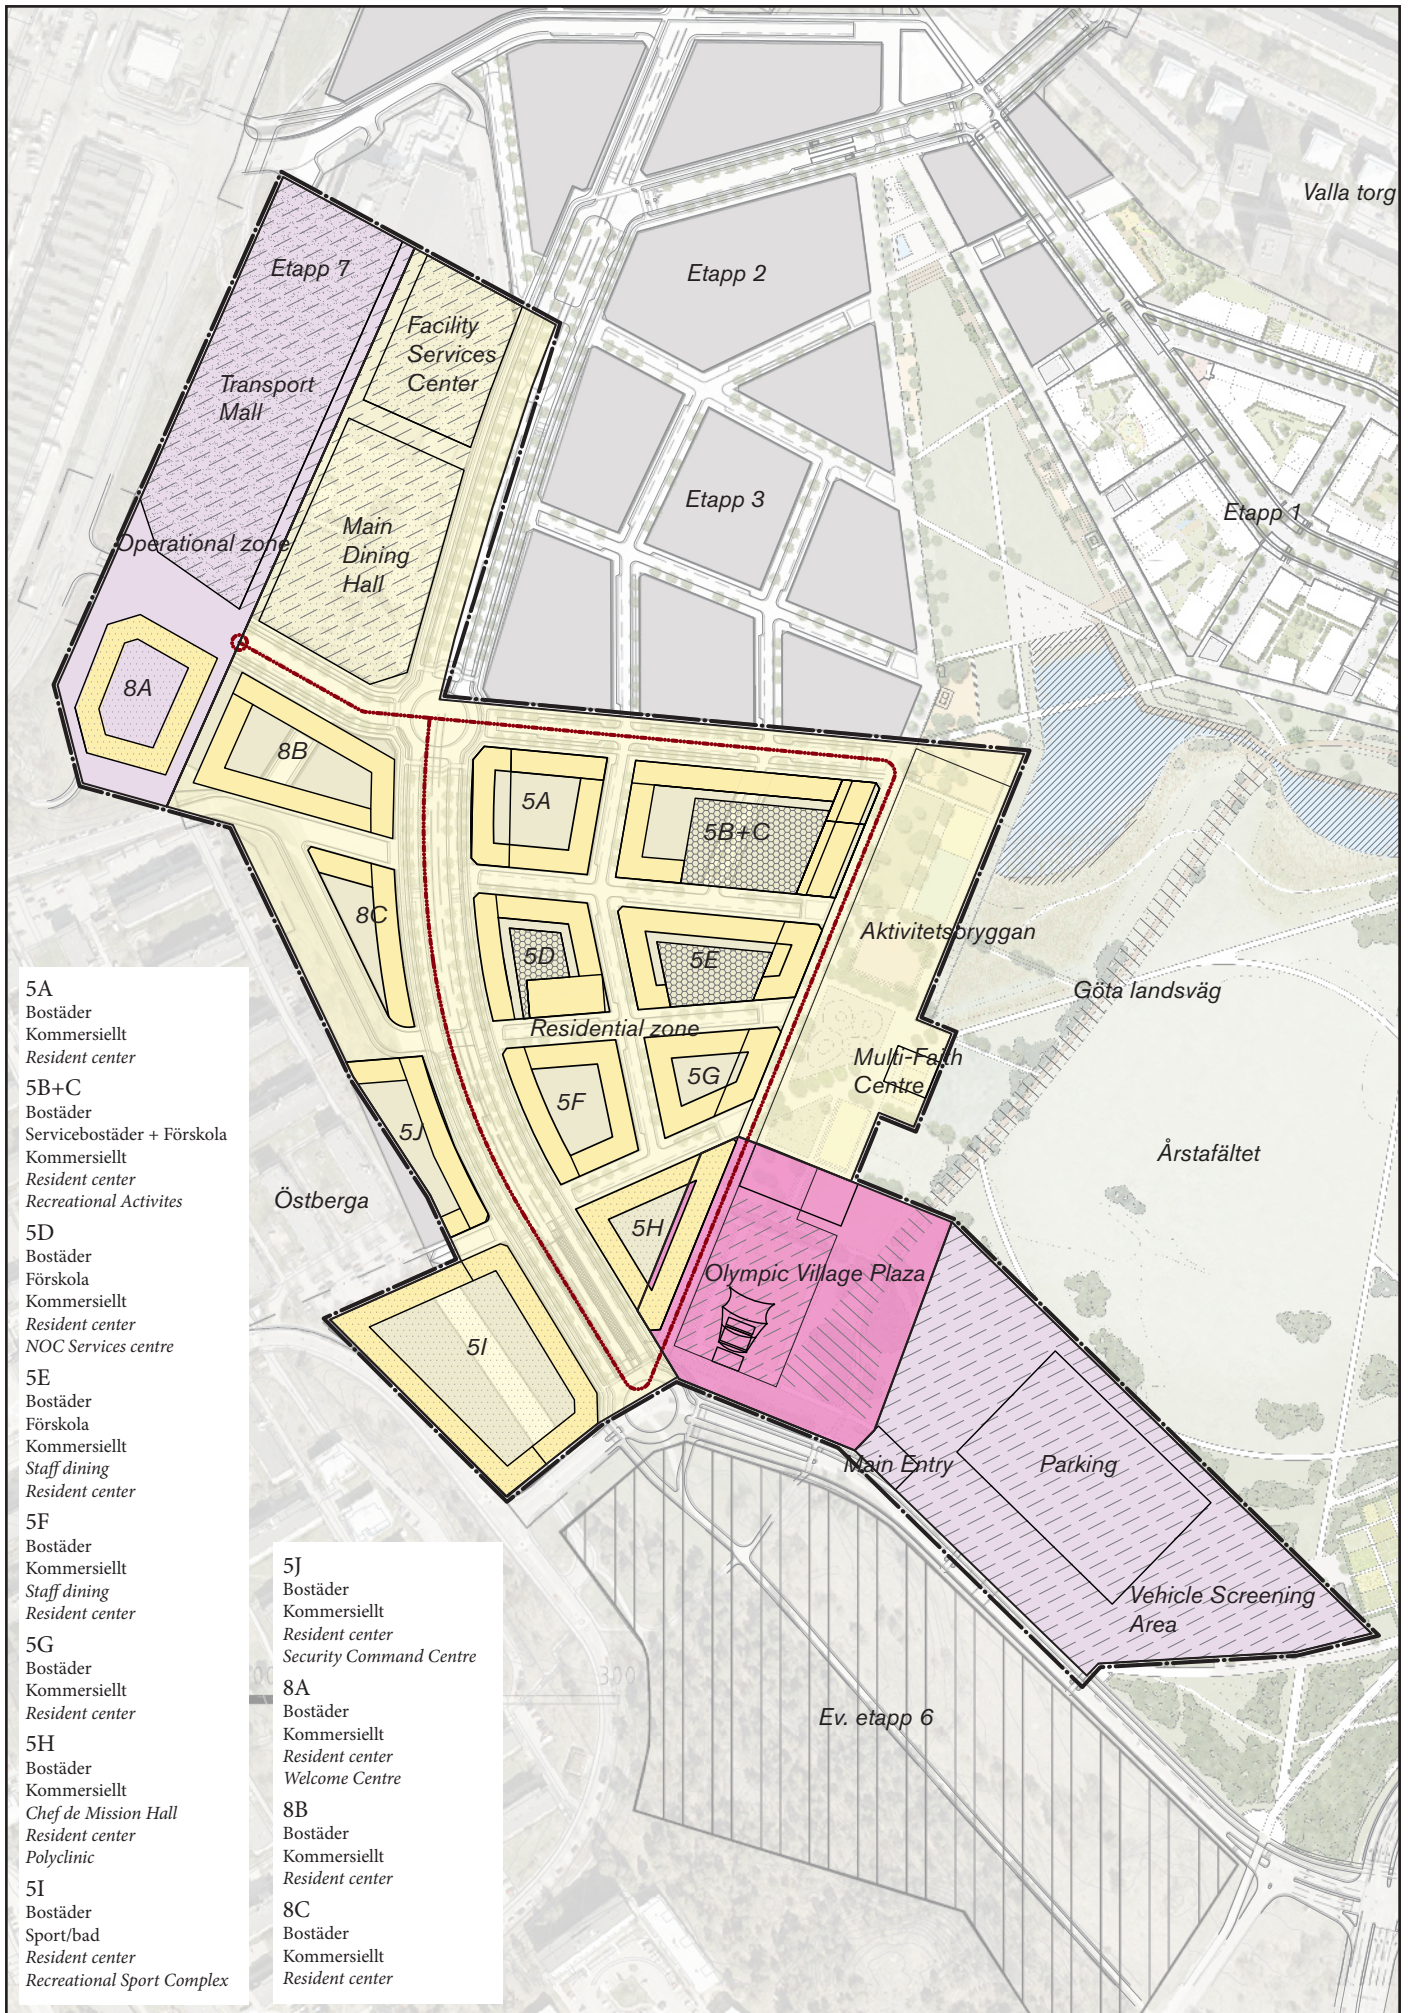 Valla torg
Etapp 7
Etapp 2
Facility
Services
Center
Transport
Mall
Etapp 3
Etapp 1
Main
Dining
Hall
Operational zone
8A
8B
5A
5B+C
8C
Aktivitetsbryggan
5D
5E
Göta landsväg
Residential zone
Multi-Faith
Centre
5G
5F
5J
Årstafältet
Östberga
5H
Olympic Village Plaza
5I
Main Entry
Parking
Vehicle Screening
Area
Ev. etapp 6
300
5A
Bostäder
Kommersiellt
Resident center
5B+C
Bostäder
Servicebostäder + Förskola
Kommersiellt
Resident center
Recreational Activites
5D
Bostäder
Förskola
Kommersiellt
Resident center
NOC Services centre
5E
Bostäder
Förskola
Kommersiellt
Staff dining
Resident center
5F
Bostäder
Kommersiellt
Staff dining
Resident center
5G
Bostäder
Kommersiellt
Resident center
5H
Bostäder
Kommersiellt
Chef de Mission Hall
Resident center
Polyclinic
5I
Bostäder
Sport/bad
Resident center
Recreational Sport Complex
5J
Bostäder
Kommersiellt
Resident center
Security Command Centre
8A
Bostäder
Kommersiellt
Resident center
Welcome Centre
8B
Bostäder
Kommersiellt
Resident center
8C
Bostäder
Kommersiellt
Resident center